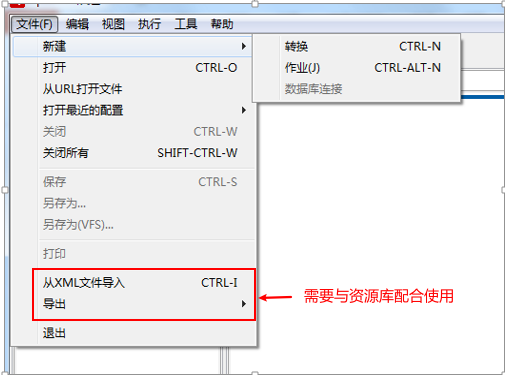 文件(F) 编辑 视图 执行 工具 帮助
新建
打开 CTRL-O
从URL打开文件
打开最近的配置
关闭 CTRL-W
关闭所有 SHIFT-CTRL-W
保存 CTRL-S
另存为...
另存为(VFS)...
打印
从XML文件导入 CTRL-I
导出
退出
转换 CTRL-N
作业(J) CTRL-ALT-N
数据库连接
需要与资源库配合使用